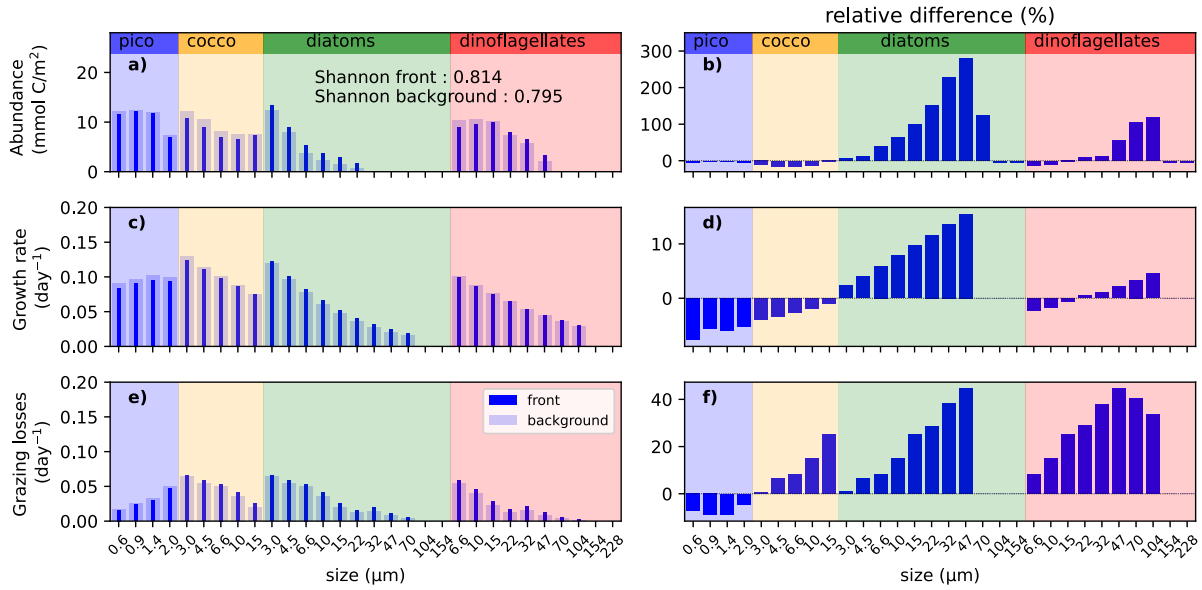 relative difference (%)
pico cocco diatoms dinoflagellates
pico cocco diatoms dinoflagellates
a)
Shannon front : 0.814
Shannon background : 0.795
Abundance
(mmol C/m²)
20
10
0
b)
300
200
100
0
c)
Growth rate
(day⁻¹)
0.20
0.15
0.10
0.05
0.00
d)
10
0
e)
front
background
Grazing losses
(day⁻¹)
0.20
0.15
0.10
0.05
0.00
0.6 0.9 1.4 2.0 3.0 4.5 6.6 10 15 3.0 4.5 6.6 10 15 22 32 47 70 104 154 6.6 10 15 22 32 47 70 104 154 228
size (μm)
f)
40
20
0
0.6 0.9 1.4 2.0 3.0 4.5 6.6 10 15 3.0 4.5 6.6 10 15 22 32 47 70 104 154 6.6 10 15 22 32 47 70 104 154 228
size (μm)